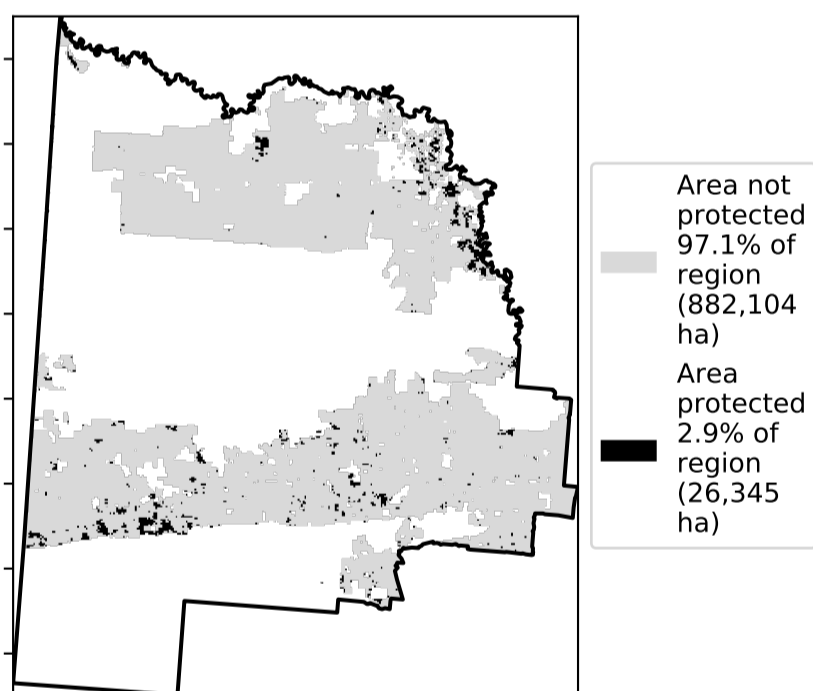 Area not
protected
97.1% of
region
(882,104
ha)
Area
protected
2.9% of
region
(26,345
ha)